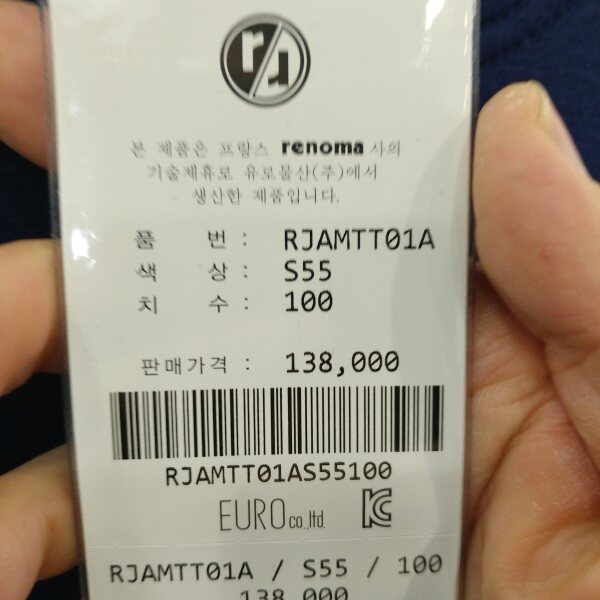 본 제품은 프랑스 renoma 사의
기술제휴로 유로물산(주)에서
생산한 제품입니다.
품 번 : RJAMTT01A
색 상 : S55
치 수 : 100
판매가격 : 138,000
RJAMTT01AS55100
EURO co.,ltd.
RJAMTT01A / S55 / 100
138,000